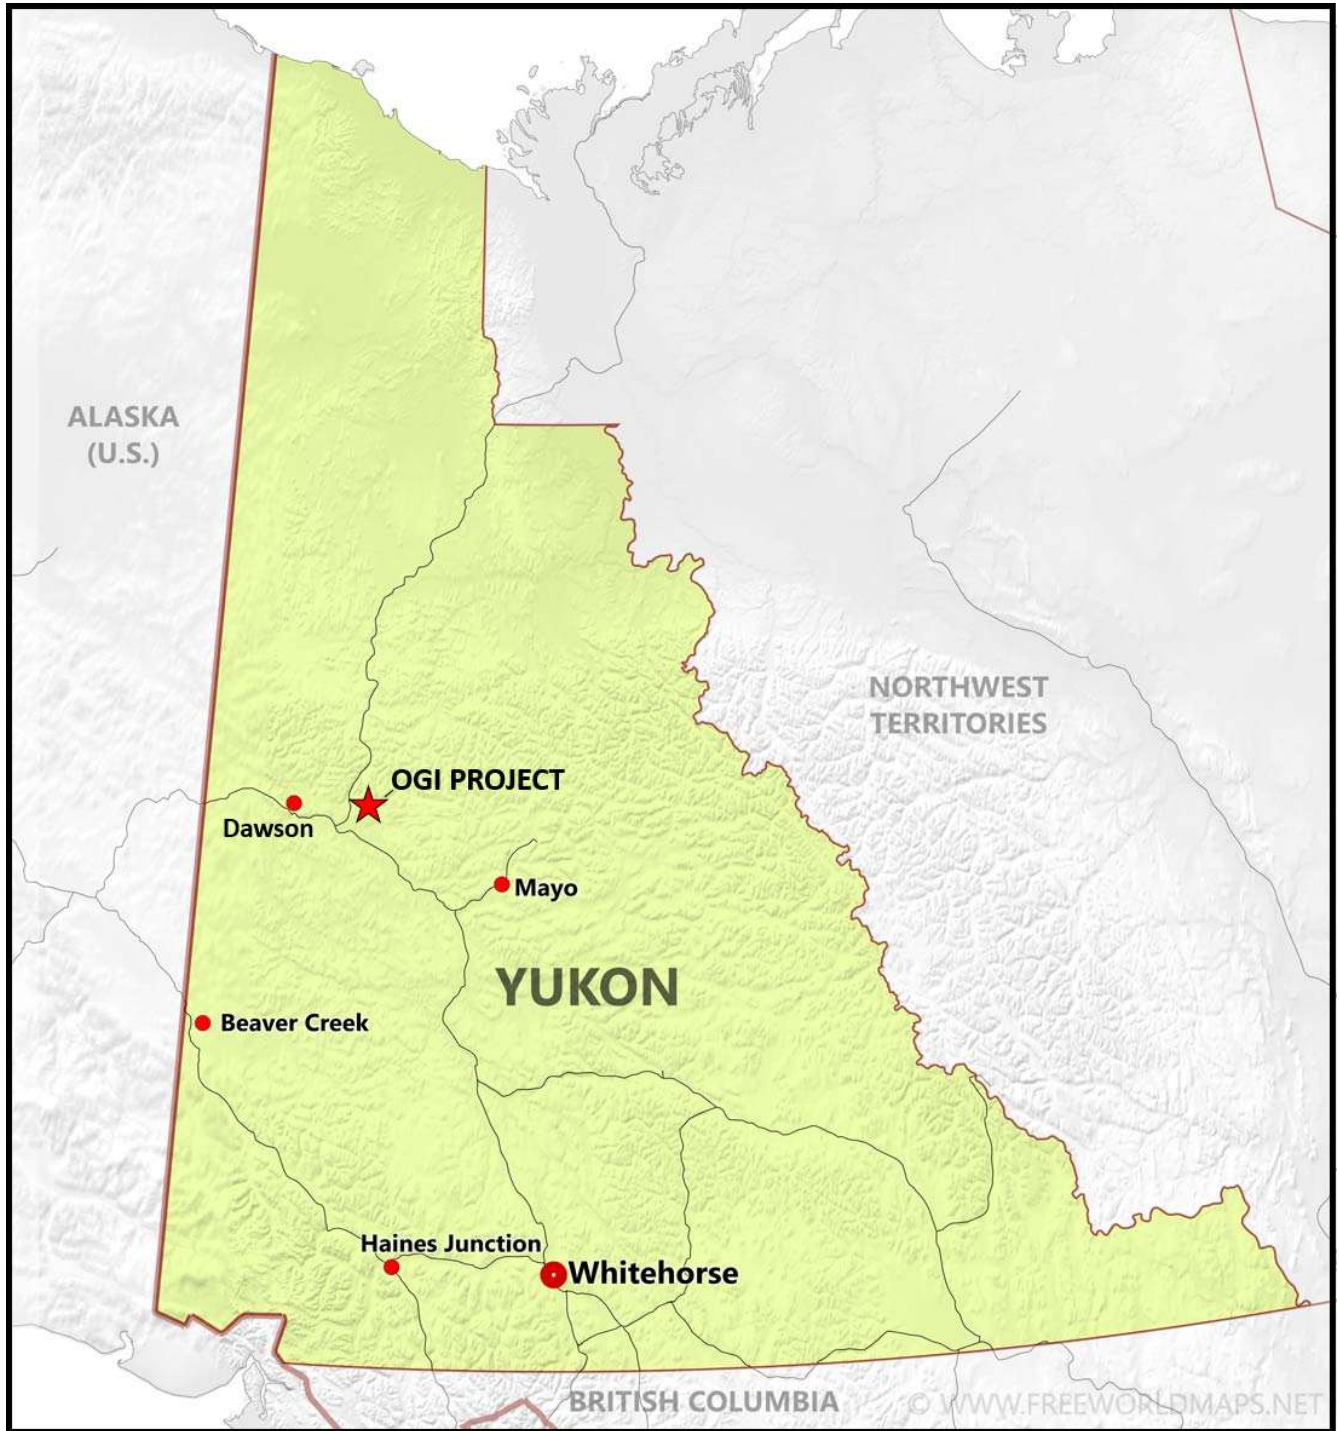 ALASKA
(U.S.)
NORTHWEST
TERRITORIES
OGI PROJECT
Dawson
Mayo
YUKON
Beaver Creek
Haines Junction
Whitehorse
BRITISH COLUMBIA
© WWW.FREEWORLDMAPS.NET